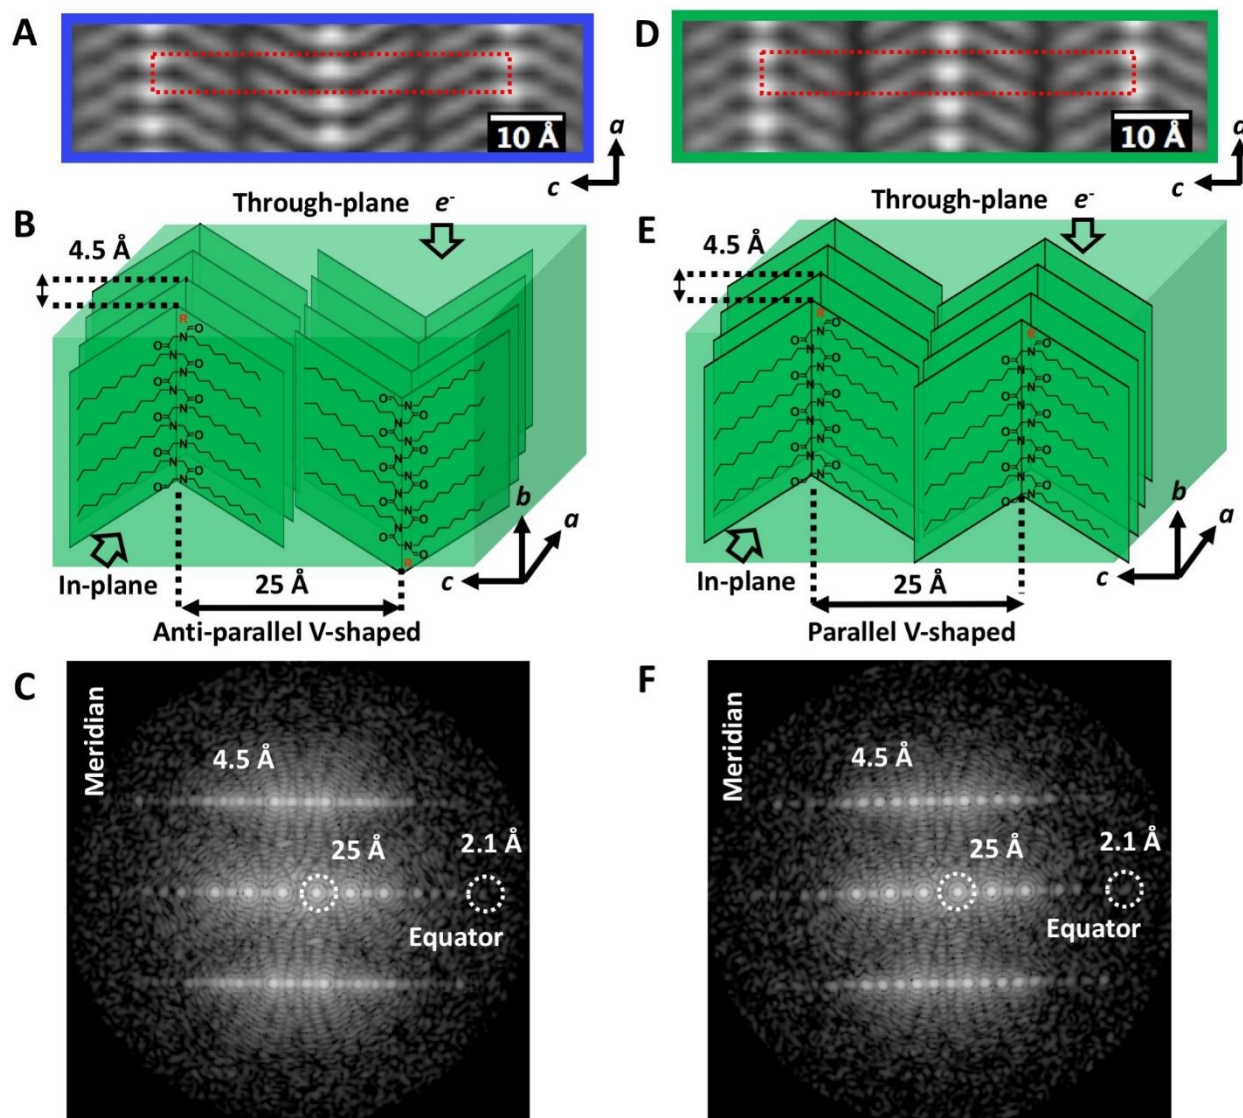 A
10 Å
a
c
D
10 Å
a
c
B
Through-plane e-
4.5 Å
R
N
O
O
N
N
O
O
N
N
O
O
N
N
O
O
N
N
O
R
In-plane
25 Å
b
a
c
Anti-parallel V-shaped
E
Through-plane e-
4.5 Å
R
R
In-plane
25 Å
b
a
c
Parallel V-shaped
C
Meridian
4.5 Å
25 Å
2.1 Å
Equator
F
Meridian
4.5 Å
25 Å
2.1 Å
Equator